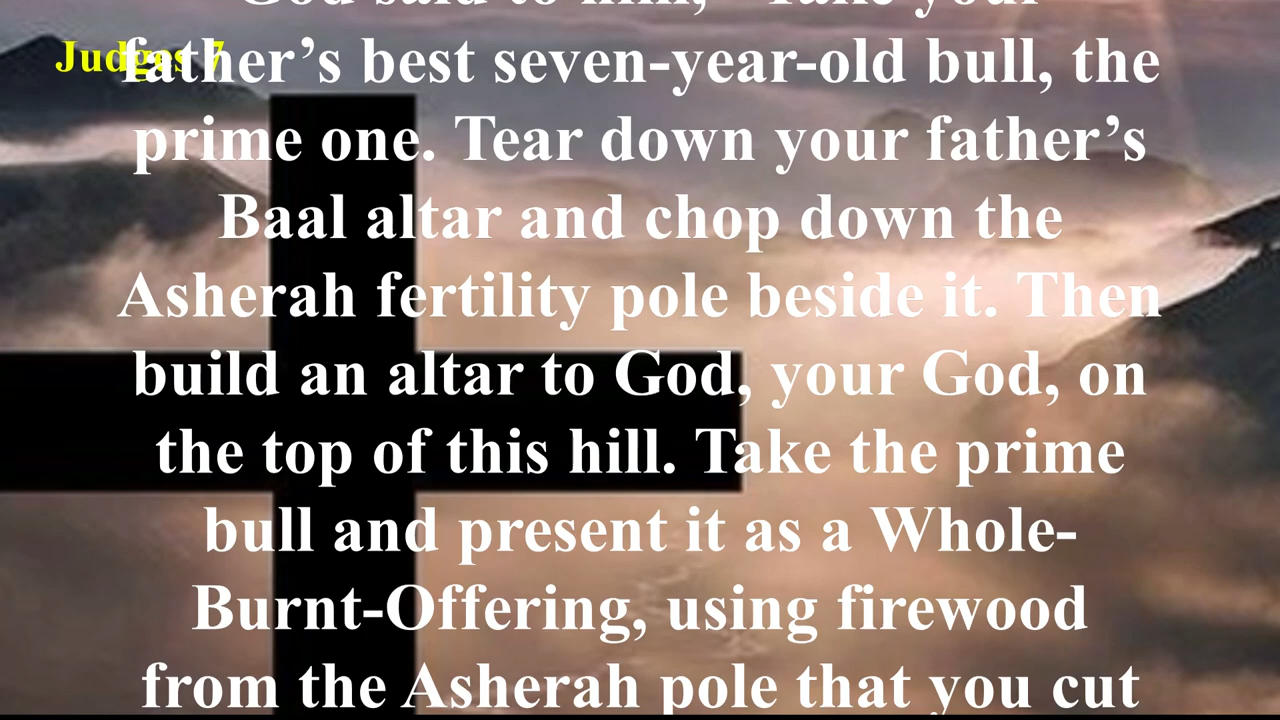 God said to him, "Take your
Judges 7
father’s best seven-year-old bull, the
prime one. Tear down your father’s
Baal altar and chop down the
Asherah fertility pole beside it. Then
build an altar to God, your God, on
the top of this hill. Take the prime
bull and present it as a Whole-
Burnt-Offering, using firewood
from the Asherah pole that you cut